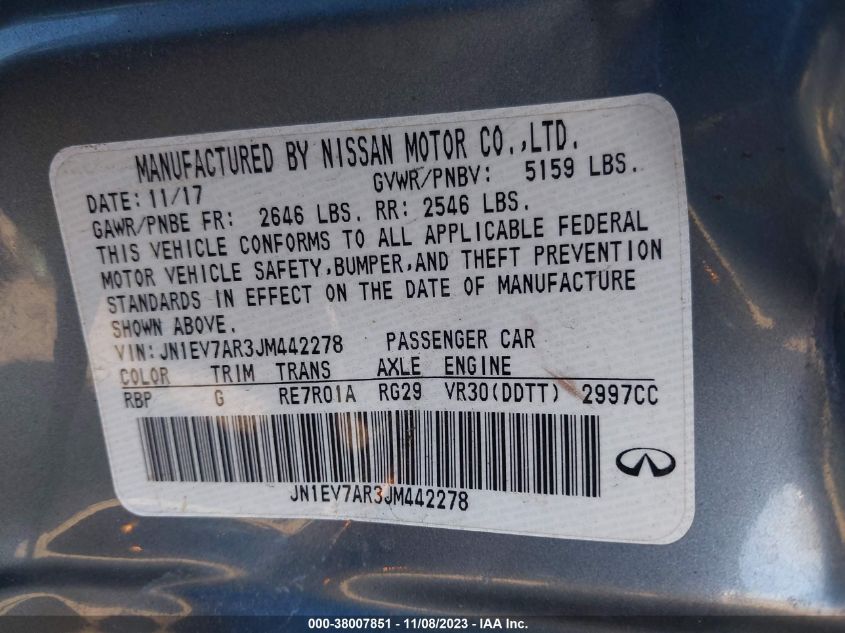 MANUFACTURED BY NISSAN MOTOR CO.,LTD.
DATE: 11/17 GVWR/PNBV: 5159 LBS.
GAWR/PNBE FR: 2646 LBS. RR: 2546 LBS.
THIS VEHICLE CONFORMS TO ALL APPLICABLE FEDERAL
MOTOR VEHICLE SAFETY,BUMPER,AND THEFT PREVENTION
STANDARDS IN EFFECT ON THE DATE OF MANUFACTURE
SHOWN ABOVE.
VIN:JN1EV7AR3JM442278 PASSENGER CAR
COLOR TRIM TRANS AXLE ENGINE
RBP G RE7R01A RG29 VR30(DDTT) 2997CC
JN1EV7AR3JM442278
000-38007851 - 11/08/2023 - IAA Inc.